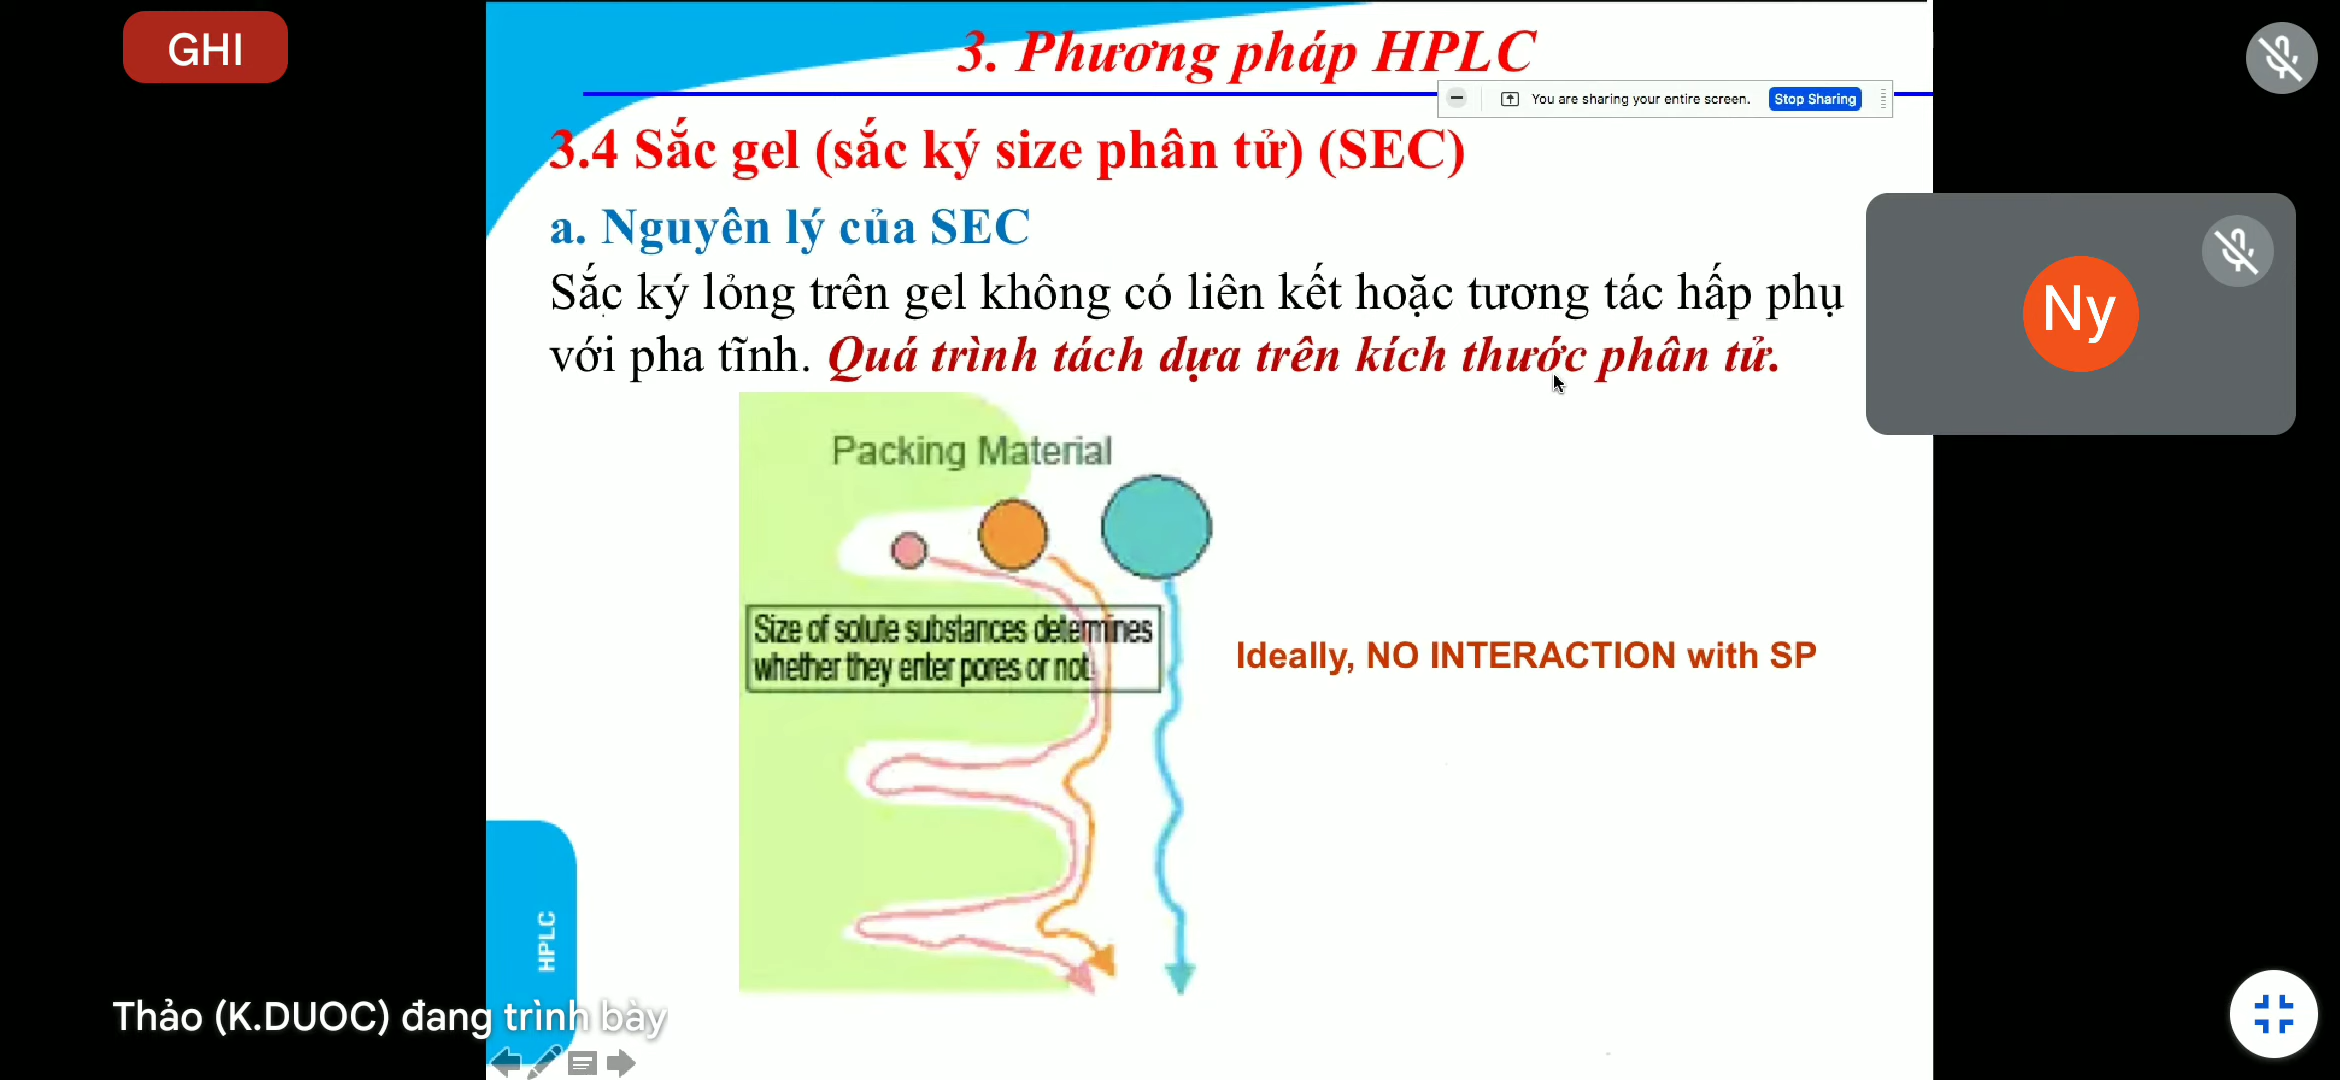 GHI
3. Phương pháp HPLC
You are sharing your entire screen. Stop Sharing
3.4 Sắc gel (sắc ký size phân tử) (SEC)
a. Nguyên lý của SEC
Sắc ký lỏng trên gel không có liên kết hoặc tương tác hấp phụ
với pha tĩnh. Quá trình tách dựa trên kích thước phân tử.
Ny
Packing Material
Size of solute substances determines
whether they enter pores or not.
Ideally, NO INTERACTION with SP
HPLC
Thảo (K.DUOC) đang trình bày